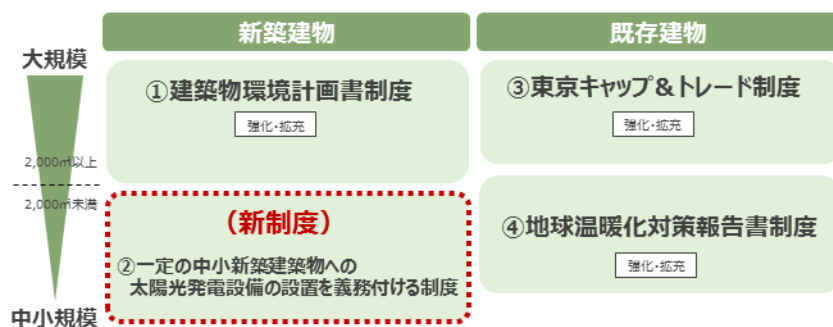 新築建物
既存建物
大規模
①建築物環境計画書制度
強化・拡充
③東京キャップ＆トレード制度
強化・拡充
2,000㎡以上
2,000㎡未満
（新制度）
②一定の中小新築建築物への
太陽光発電設備の設置を義務付ける制度
④地球温暖化対策報告書制度
強化・拡充
中小規模